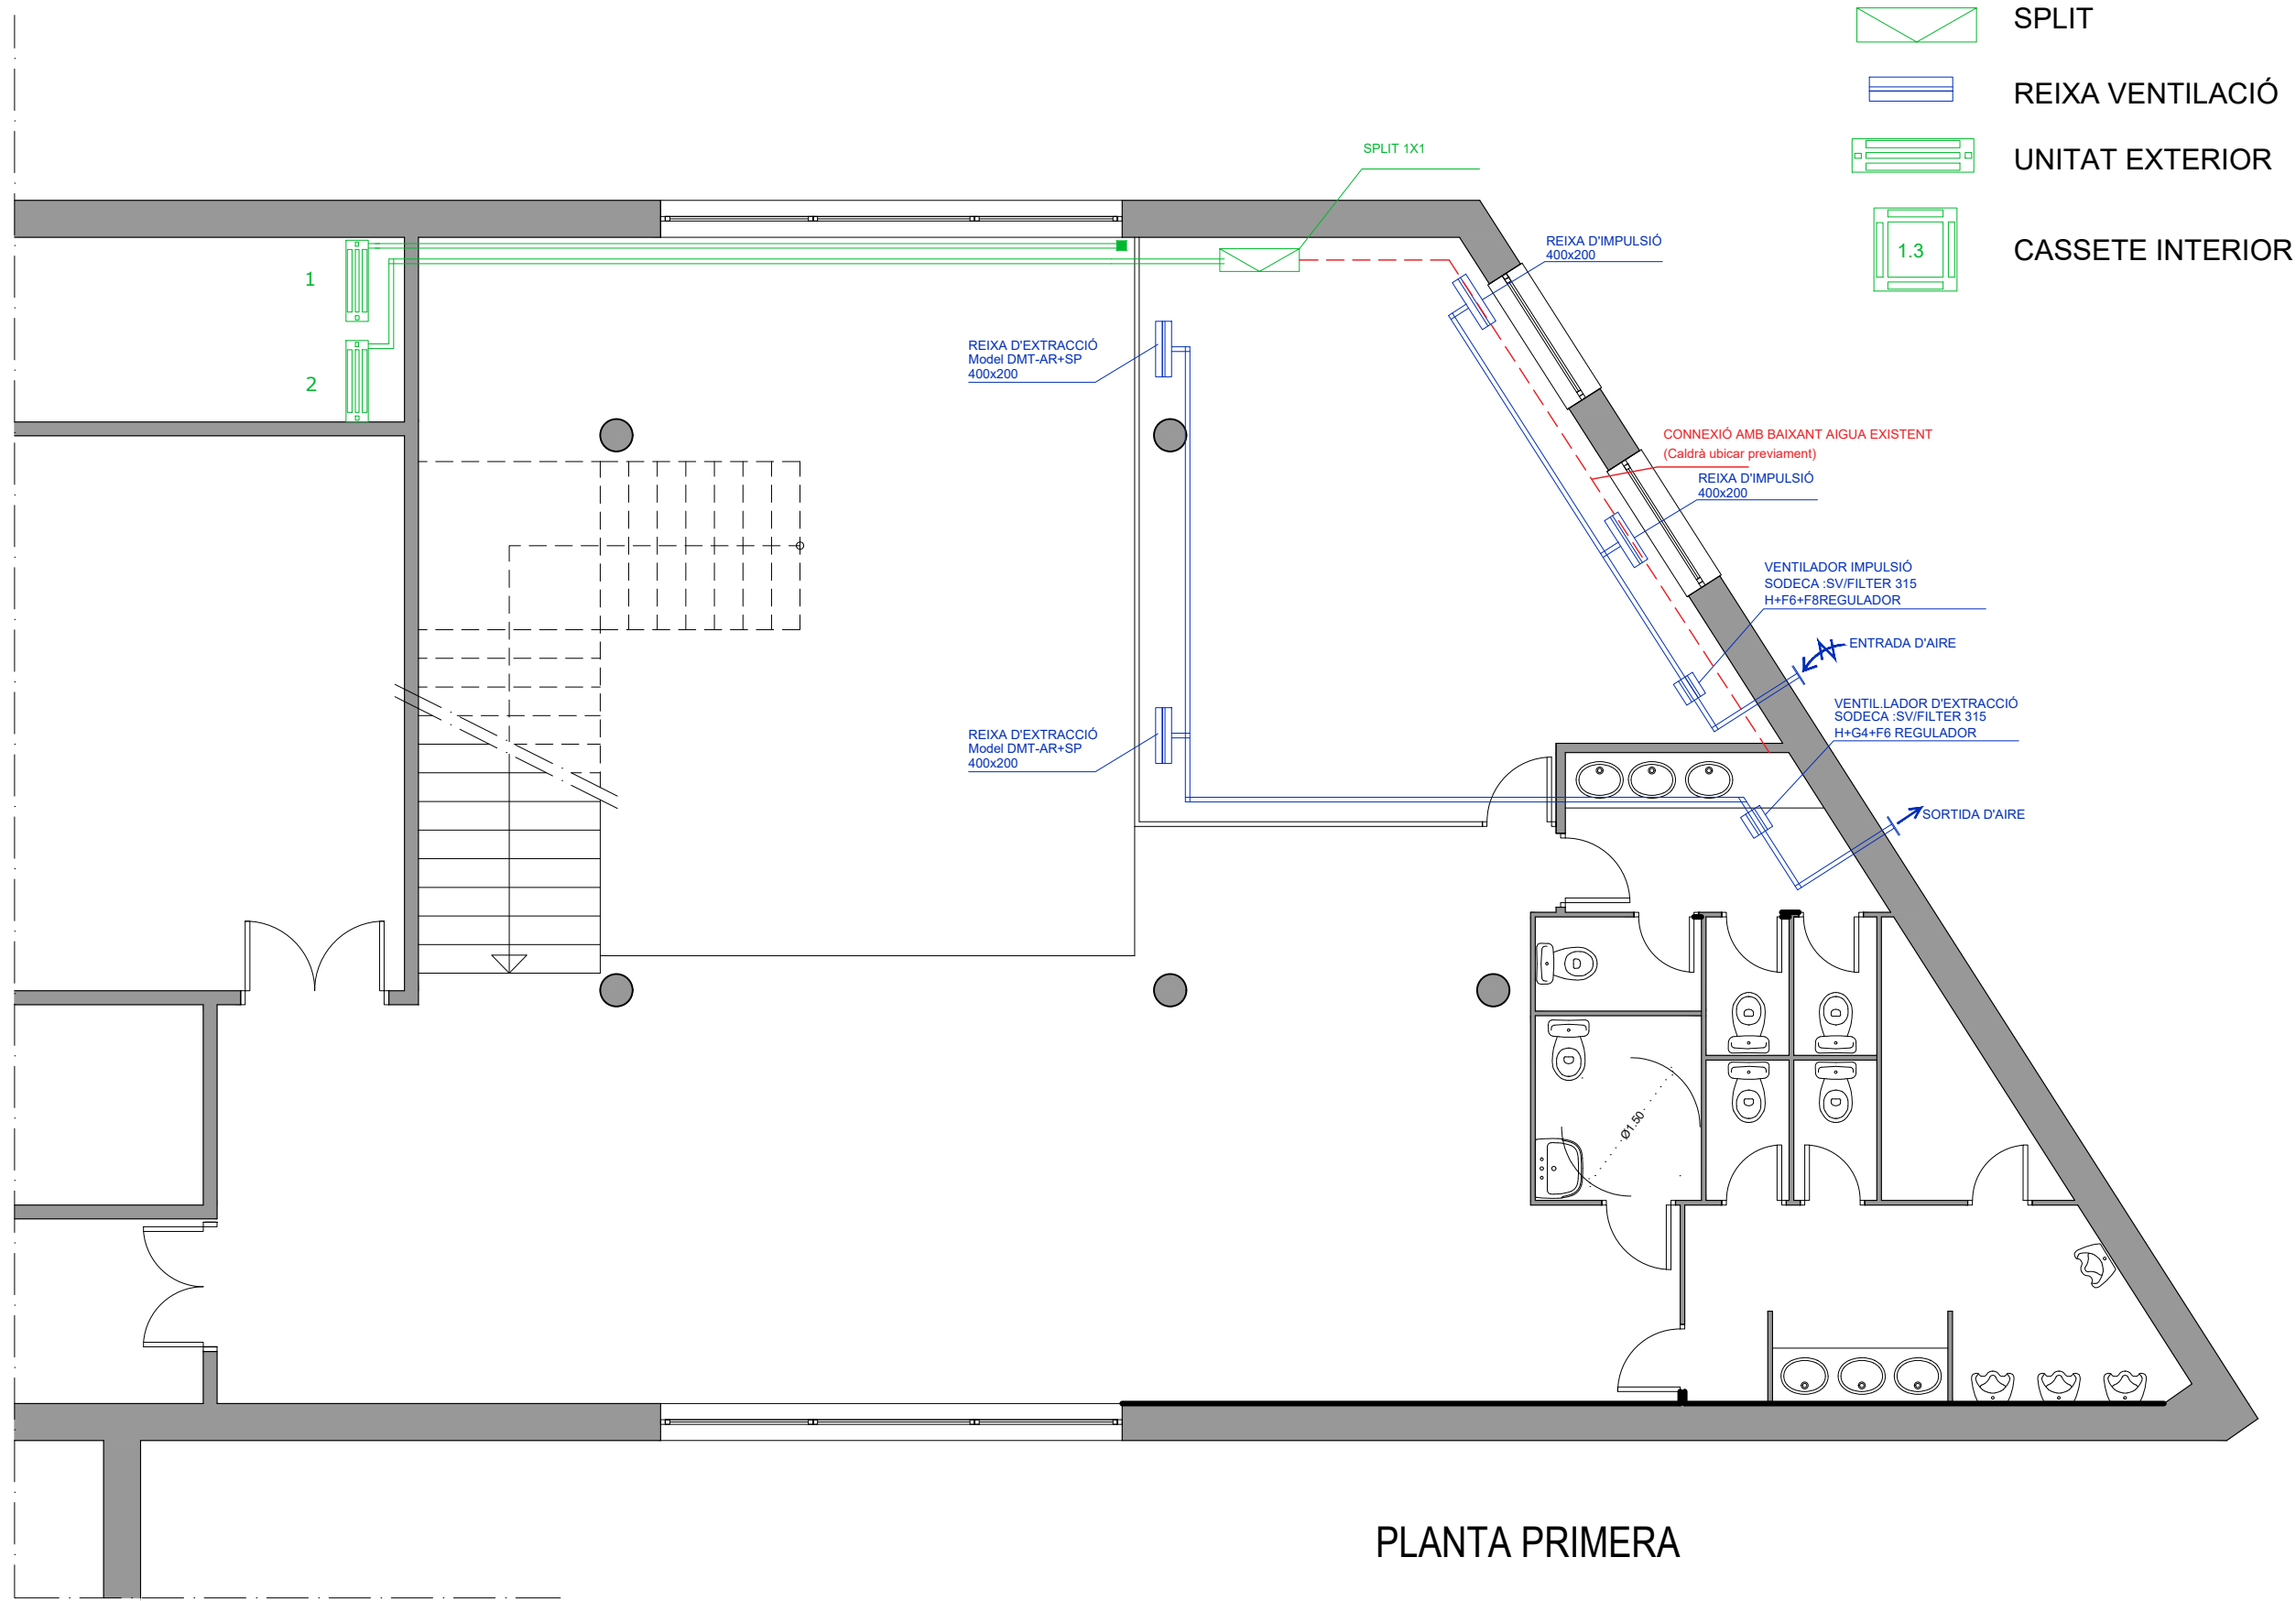 SPLIT
REIXA VENTILACIÓ
UNITAT EXTERIOR
1.3
CASSETE INTERIOR
SPLIT 1X1
REIXA D'IMPULSIÓ
400x200
1
2
REIXA D'EXTRACCIÓ
Model DMT-AR+SP
400x200
CONNEXIÓ AMB BAIXANT AIGUA EXISTENT
(Caldrà ubicar previament)
REIXA D'IMPULSIÓ
400x200
VENTILADOR IMPULSIÓ
SODECA :SV/FILTER 315
H+F6+F8REGULADOR
ENTRADA D'AIRE
VENTIL.LADOR D'EXTRACCIÓ
SODECA :SV/FILTER 315
H+G4+F6 REGULADOR
REIXA D'EXTRACCIÓ
Model DMT-AR+SP
400x200
SORTIDA D'AIRE
Ø1.50
PLANTA PRIMERA